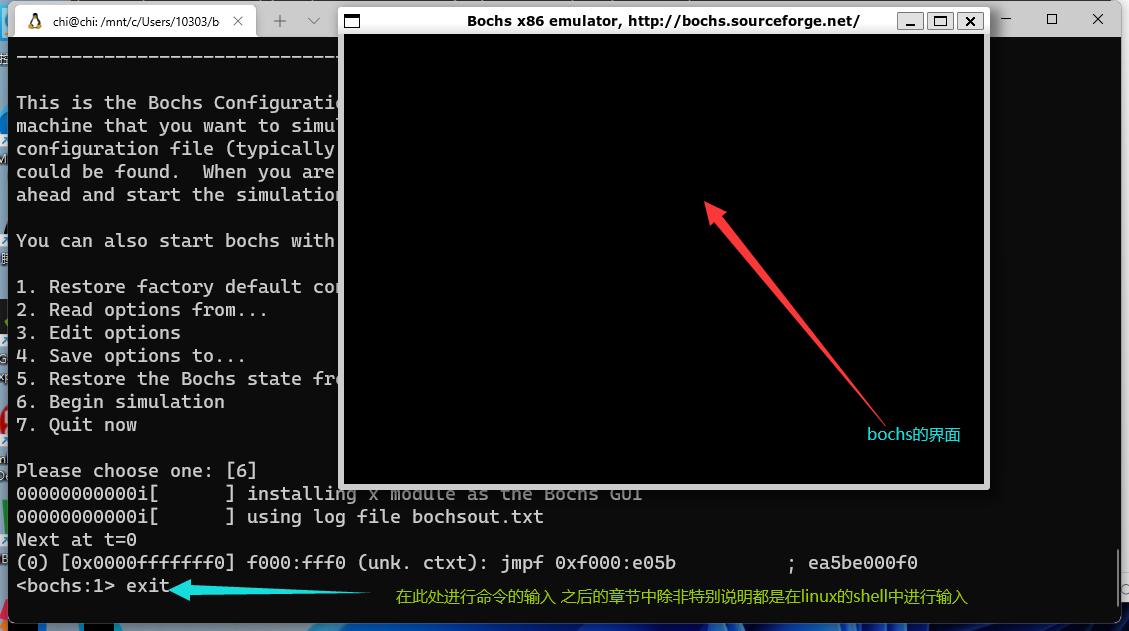 chi@chi: /mnt/c/Users/10303/b
Bochs x86 emulator, http://bochs.sourceforge.net/
------------------------------
This is the Bochs Configuratio
machine that you want to simul
configuration file (typically
could be found.  When you are
ahead and start the simulation
You can also start bochs with
1. Restore factory default con
2. Read options from...
3. Edit options
4. Save options to...
5. Restore the Bochs state fro
6. Begin simulation
7. Quit now
bochs的界面
Please choose one: [6]
00000000000i[      ] installing x module as the Bochs GUI
00000000000i[      ] using log file bochsout.txt
Next at t=0
(0) [0x0000fffffff0] f000:fff0 (unk. ctxt): jmpf 0xf000:e05b          ; ea5be000f0
<bochs:1> exit
在此处进行命令的输入 之后的章节中除非特别说明都是在linux的shell中进行输入